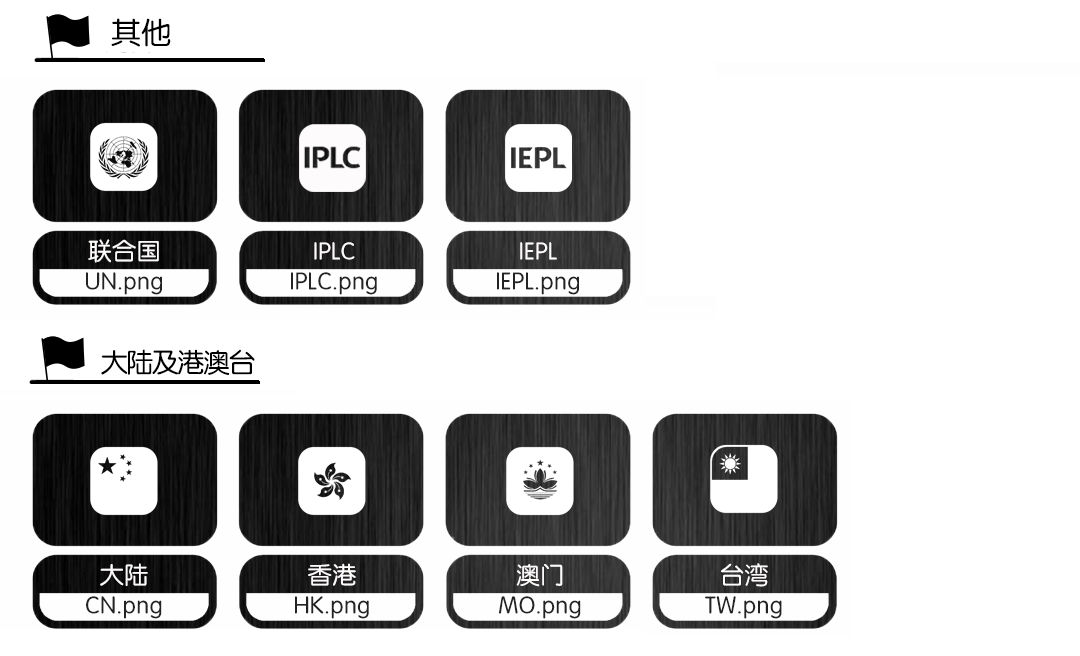 其他
IPLC
IEPL
联合国
IPLC
IEPL
UN.png
IPLC.png
IEPL.png
大陆及港澳台
大陆
香港
澳门
台湾
CN.png
HK.png
MO.png
TW.png